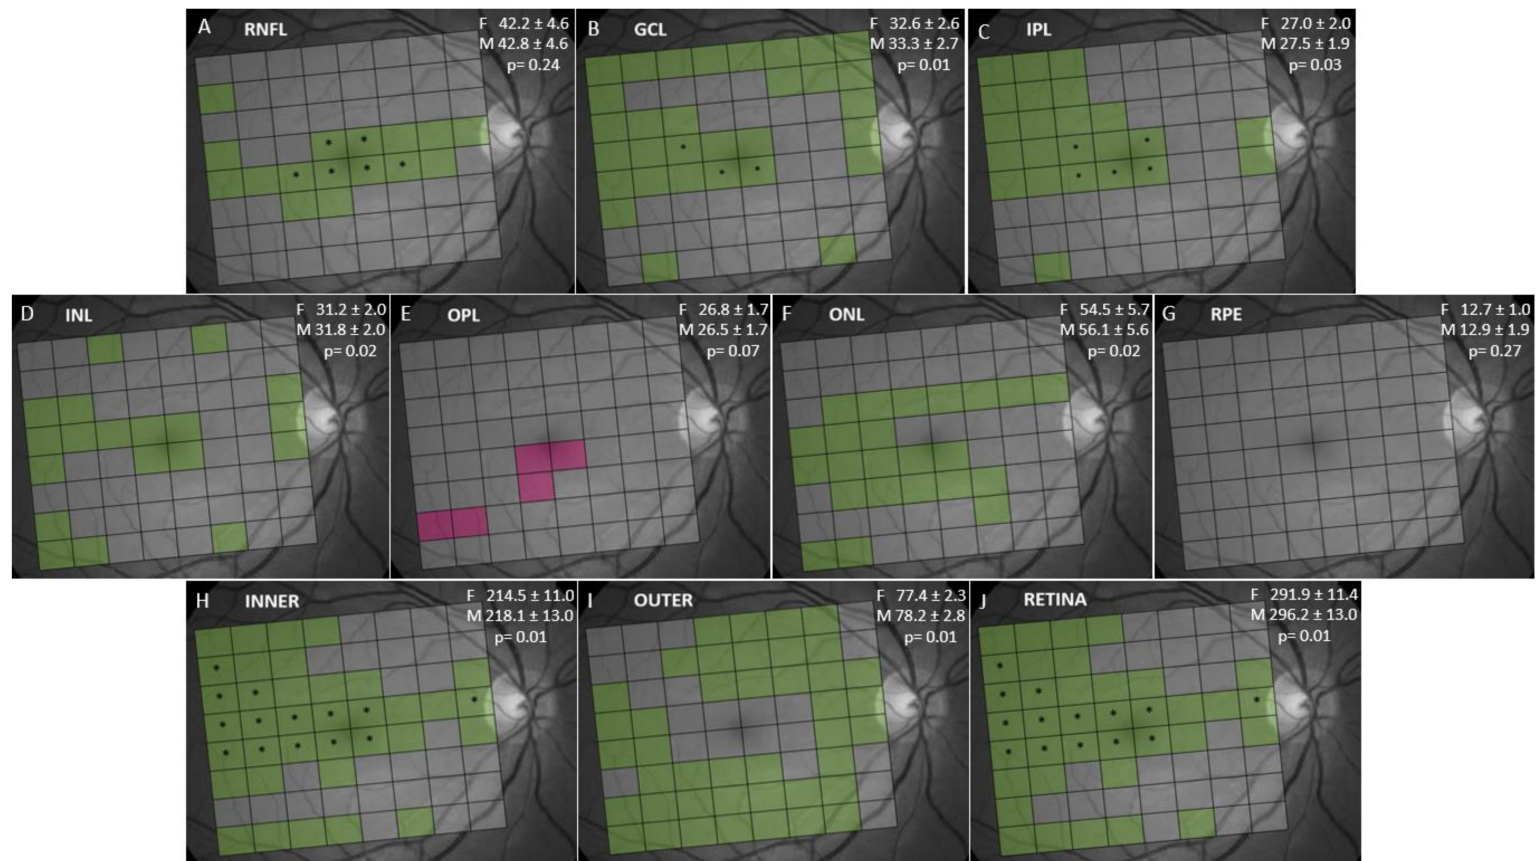 A RNFL F 42.2 ± 4.6
M 42.8 ± 4.6
p= 0.24
B GCL F 32.6 ± 2.6
M 33.3 ± 2.7
p= 0.01
C IPL F 27.0 ± 2.0
M 27.5 ± 1.9
p= 0.03
D INL F 31.2 ± 2.0
M 31.8 ± 2.0
p= 0.02
E OPL F 26.8 ± 1.7
M 26.5 ± 1.7
p= 0.07
F ONL F 54.5 ± 5.7
M 56.1 ± 5.6
p= 0.02
G RPE F 12.7 ± 1.0
M 12.9 ± 1.9
p= 0.27
H INNER F 214.5 ± 11.0
M 218.1 ± 13.0
p= 0.01
I OUTER F 77.4 ± 2.3
M 78.2 ± 2.8
p= 0.01
J RETINA F 291.9 ± 11.4
M 296.2 ± 13.0
p= 0.01